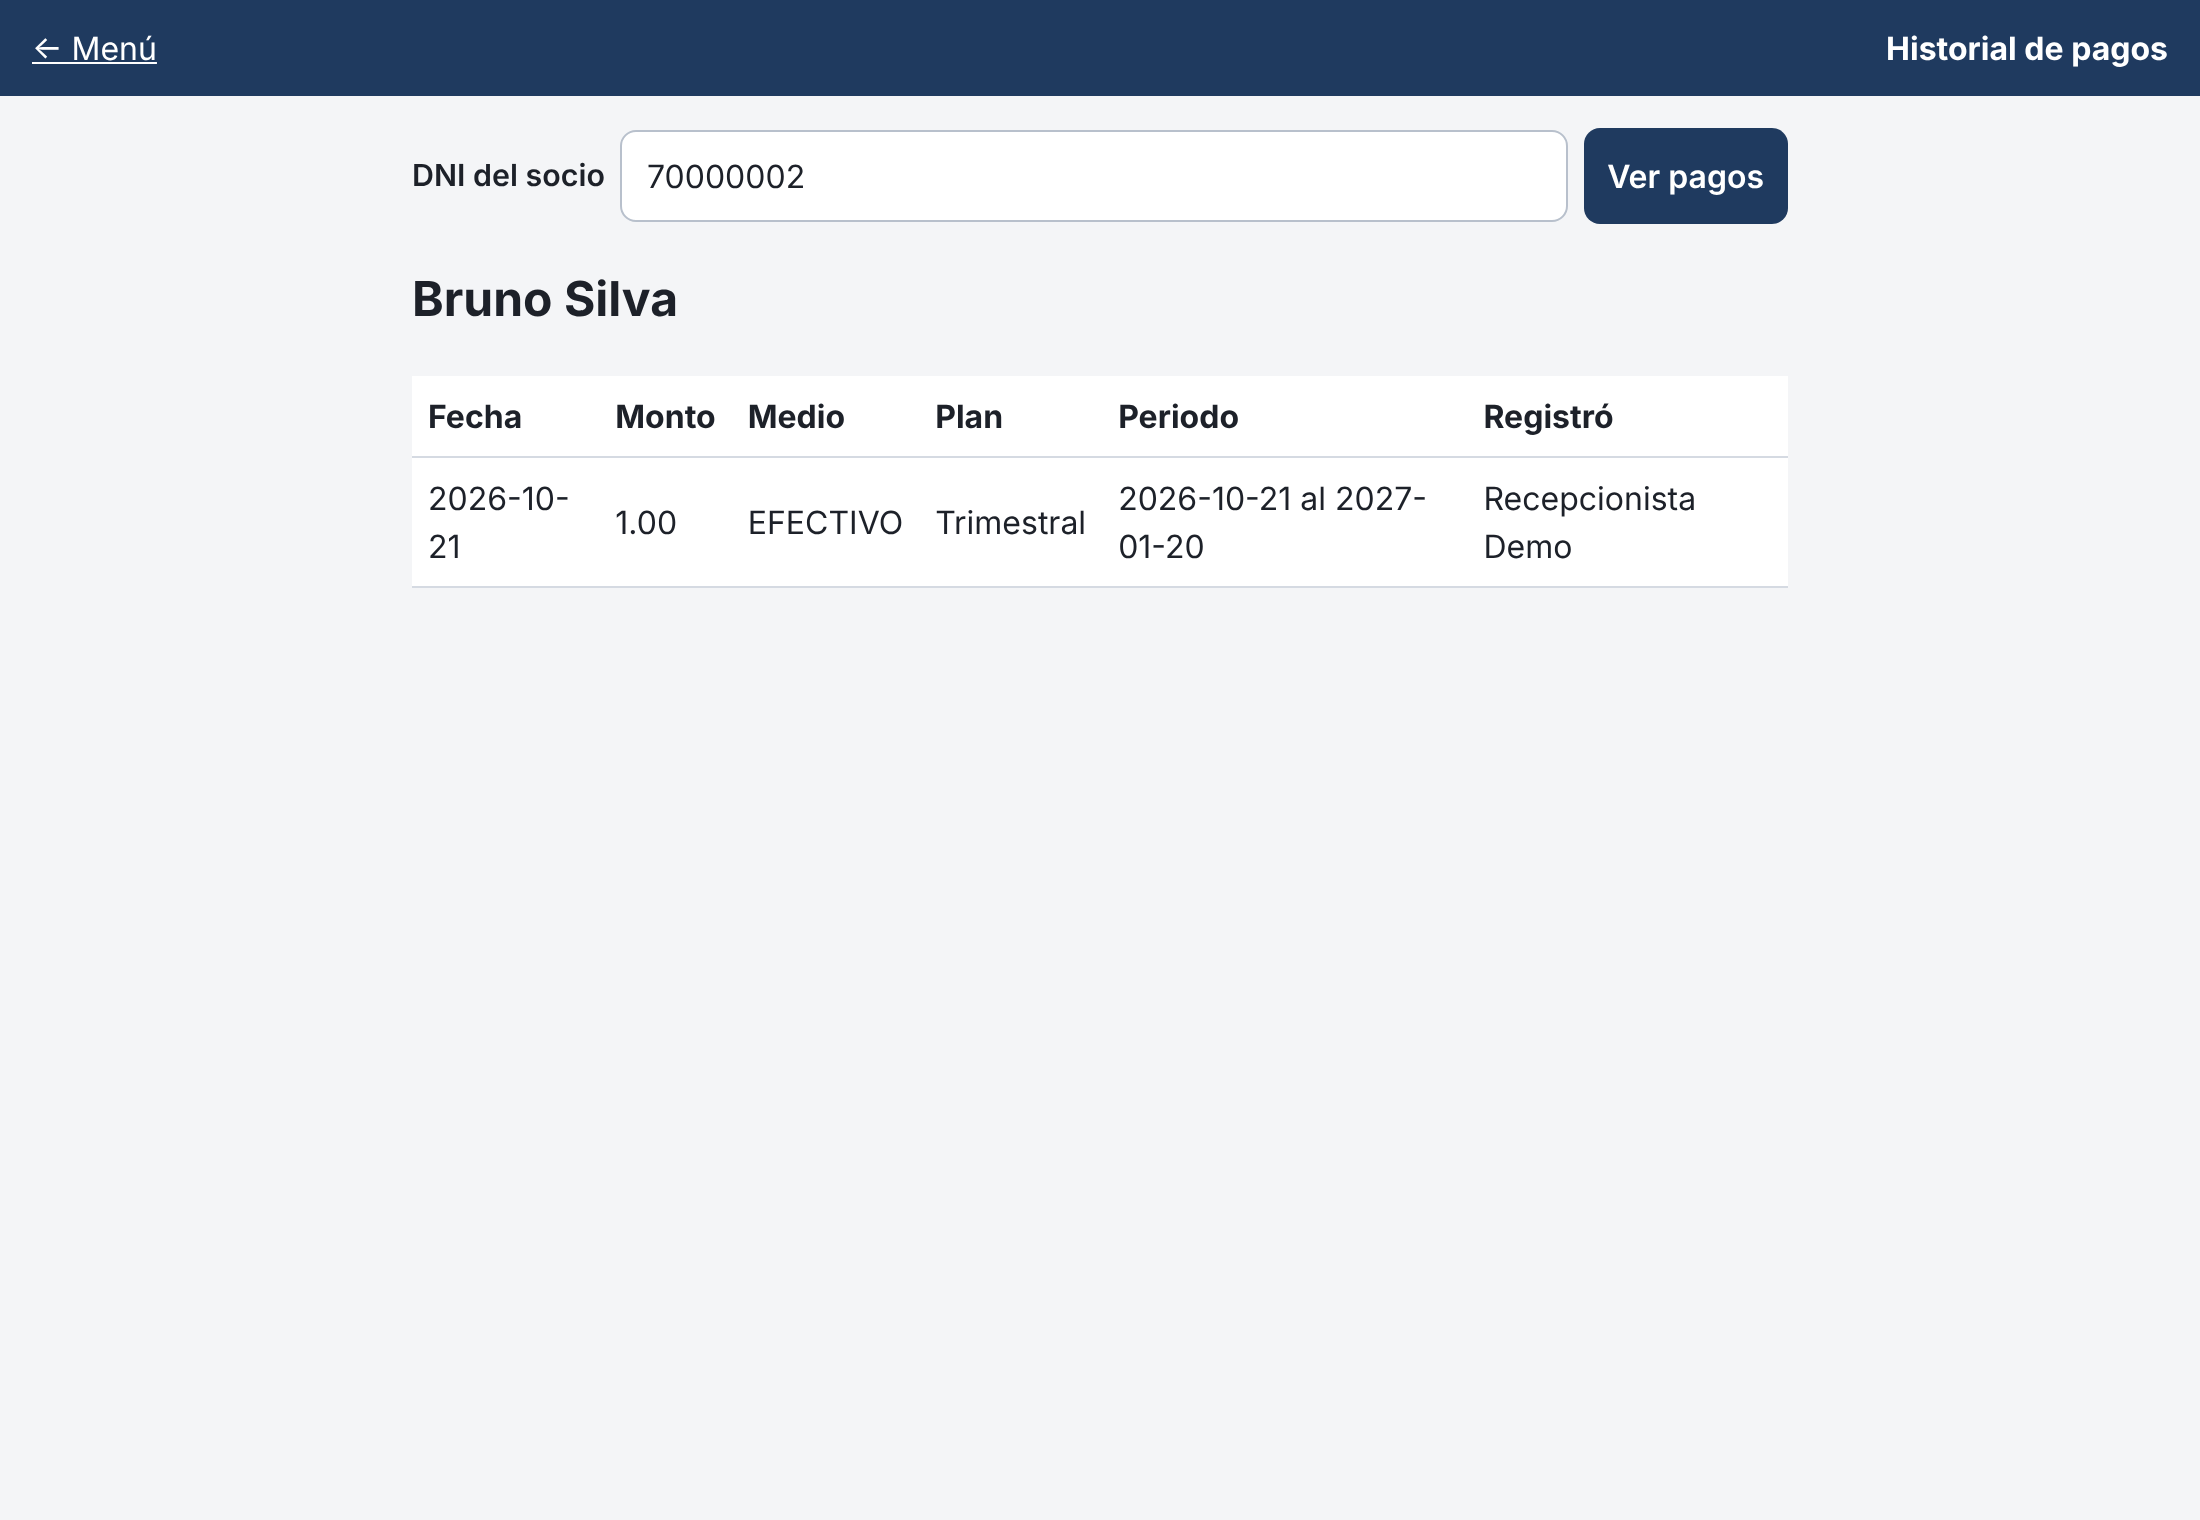 ← Menú
Historial de pagos
DNI del socio
70000002
Ver pagos
Bruno Silva
Fecha Monto Medio Plan Periodo Registró
2026-10-21 1.00 EFECTIVO Trimestral 2026-10-21 al 2027-01-20 Recepcionista Demo